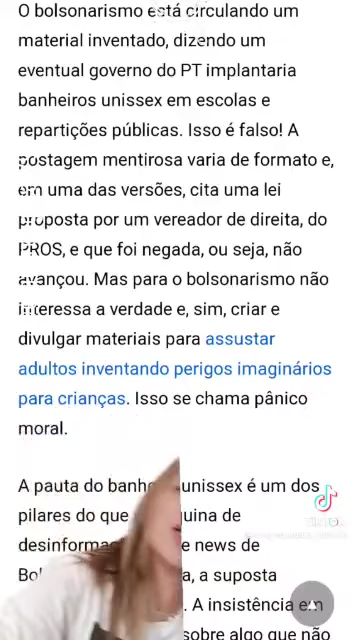 O bolsonarismo está circulando um
material inventado, dizendo um
eventual governo do PT implantaria
banheiros unissex em escolas e
repartições públicas. Isso é falso! A
postagem mentirosa varia de formato e,
em uma das versões, cita uma lei
proposta por um vereador de direita, do
PROS, e que foi negada, ou seja, não
avançou. Mas para o bolsonarismo não
interessa a verdade e, sim, criar e
divulgar materiais para assustar
adultos inventando perigos imaginários
para crianças. Isso se chama pânico
moral.
A pauta do banhe unissex é um dos
pilares do que uina de
desinformaç e news de
Bol a, a suposta
. A insistência em
sobre algo que não
TikTok